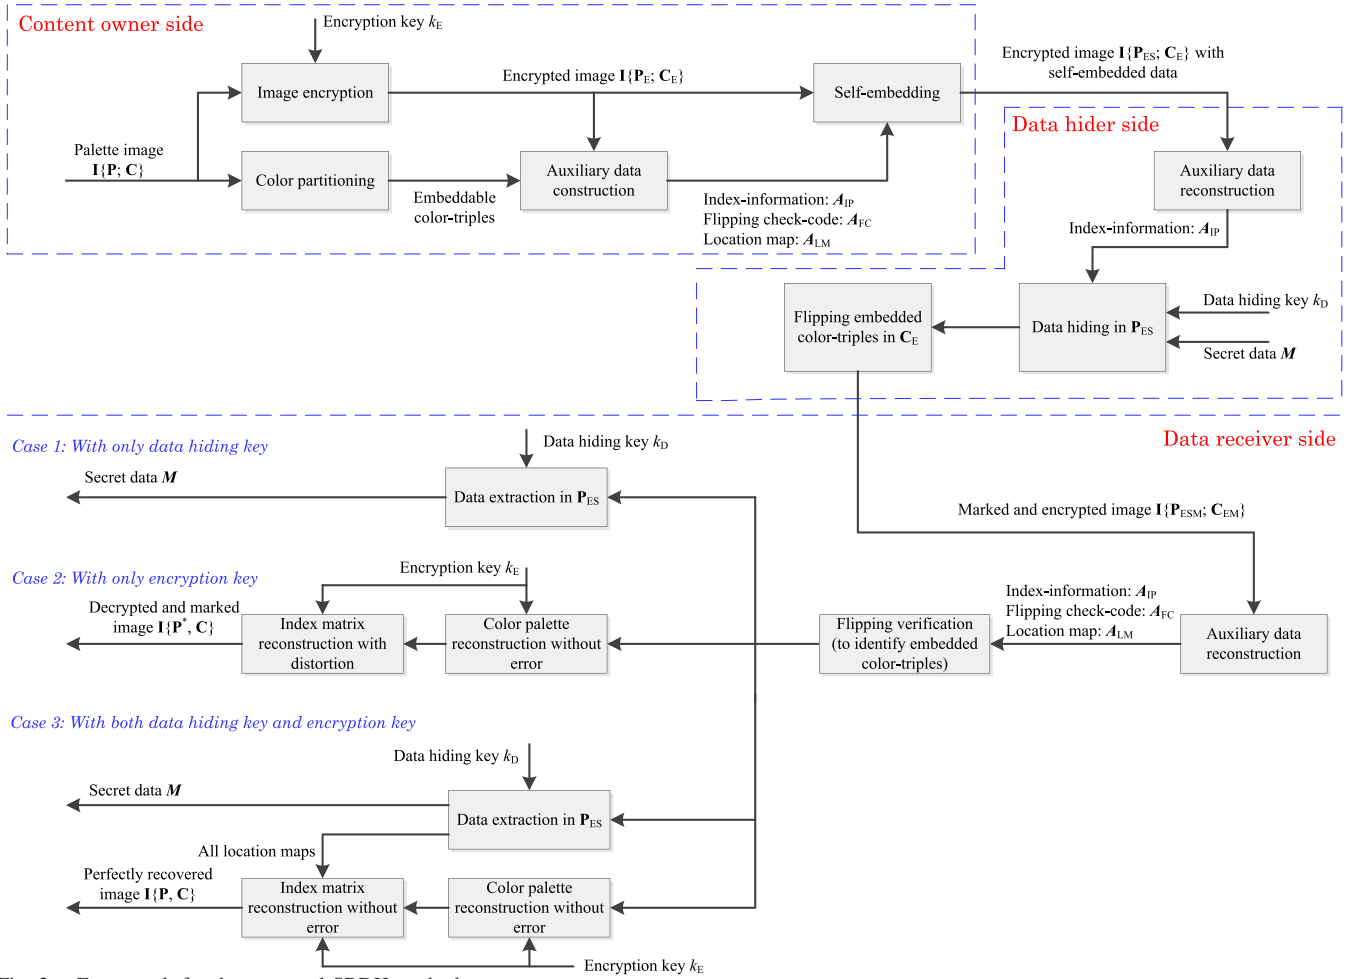 Content owner side
Encryption key kE
Image encryption
Encrypted image I{PE; CE}
Self-embedding
Encrypted image I{PES; CE} with
self-embedded data
Palette image
I{P; C}
Color partitioning
Embeddable
color-triples
Auxiliary data
construction
Index-information: AIP
Flipping check-code: AFC
Location map: ALM
Data hider side
Auxiliary data
reconstruction
Index-information: AIP
Flipping embedded
color-triples in CE
Data hiding in PES
Data hiding key kD
Secret data M
Data receiver side
Case 1: With only data hiding key
Data hiding key kD
Secret data M
Data extraction in PES
Marked and encrypted image I{PESM; CEM}
Case 2: With only encryption key
Encryption key kE
Decrypted and marked
image I{P*, C}
Index matrix
reconstruction with
distortion
Color palette
reconstruction without
error
Flipping verification
(to identify embedded
color-triples)
Index-information: AIP
Flipping check-code: AFC
Location map: ALM
Auxiliary data
reconstruction
Case 3: With both data hiding key and encryption key
Data hiding key kD
Secret data M
Data extraction in PES
All location maps
Perfectly recovered
image I{P, C}
Index matrix
reconstruction without
error
Color palette
reconstruction without
error
Encryption key kE